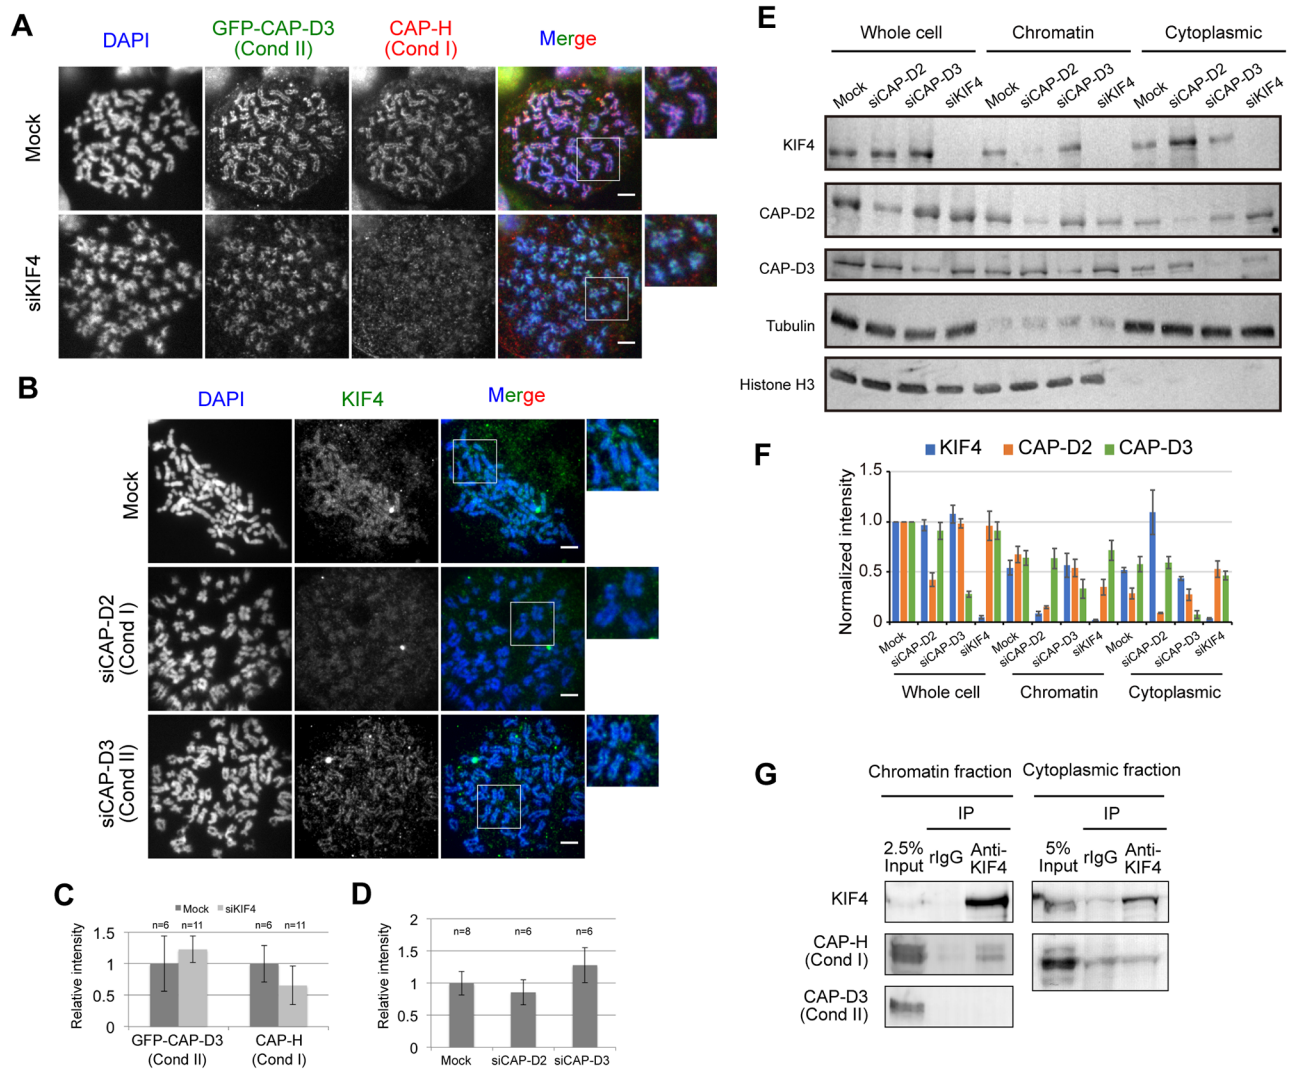 A
DAPI
GFP-CAP-D3
(Cond II)
CAP-H
(Cond I)
Merge
Mock
siKIF4
B
DAPI
KIF4
Merge
Mock
siCAP-D2
(Cond I)
siCAP-D3
(Cond II)
C
Mock siKIF4
n=6 n=11 n=6 n=11
Relative intensity
1.5
1
0.5
0
GFP-CAP-D3
(Cond II)
CAP-H
(Cond I)
D
Relative intensity
2
1.5
1
0.5
0
n=8 n=6 n=6
Mock siCAP-D2 siCAP-D3
E
Whole cell Chromatin Cytoplasmic
Mock siCAP-D2 siCAP-D3 siKIF4 Mock siCAP-D2 siCAP-D3 siKIF4 Mock siCAP-D2 siCAP-D3 siKIF4
KIF4
CAP-D2
CAP-D3
Tubulin
Histone H3
F
KIF4 CAP-D2 CAP-D3
Normalized intensity
1.5
1.0
0.5
0
Mock siCAP-D2 siCAP-D3 siKIF4 Mock siCAP-D2 siCAP-D3 siKIF4 Mock siCAP-D2 siCAP-D3 siKIF4
Whole cell Chromatin Cytoplasmic
G
Chromatin fraction Cytoplasmic fraction
IP IP
2.5%
Input rIgG Anti-
KIF4
5%
Input rIgG Anti-
KIF4
KIF4
CAP-H
(Cond I)
CAP-D3
(Cond II)